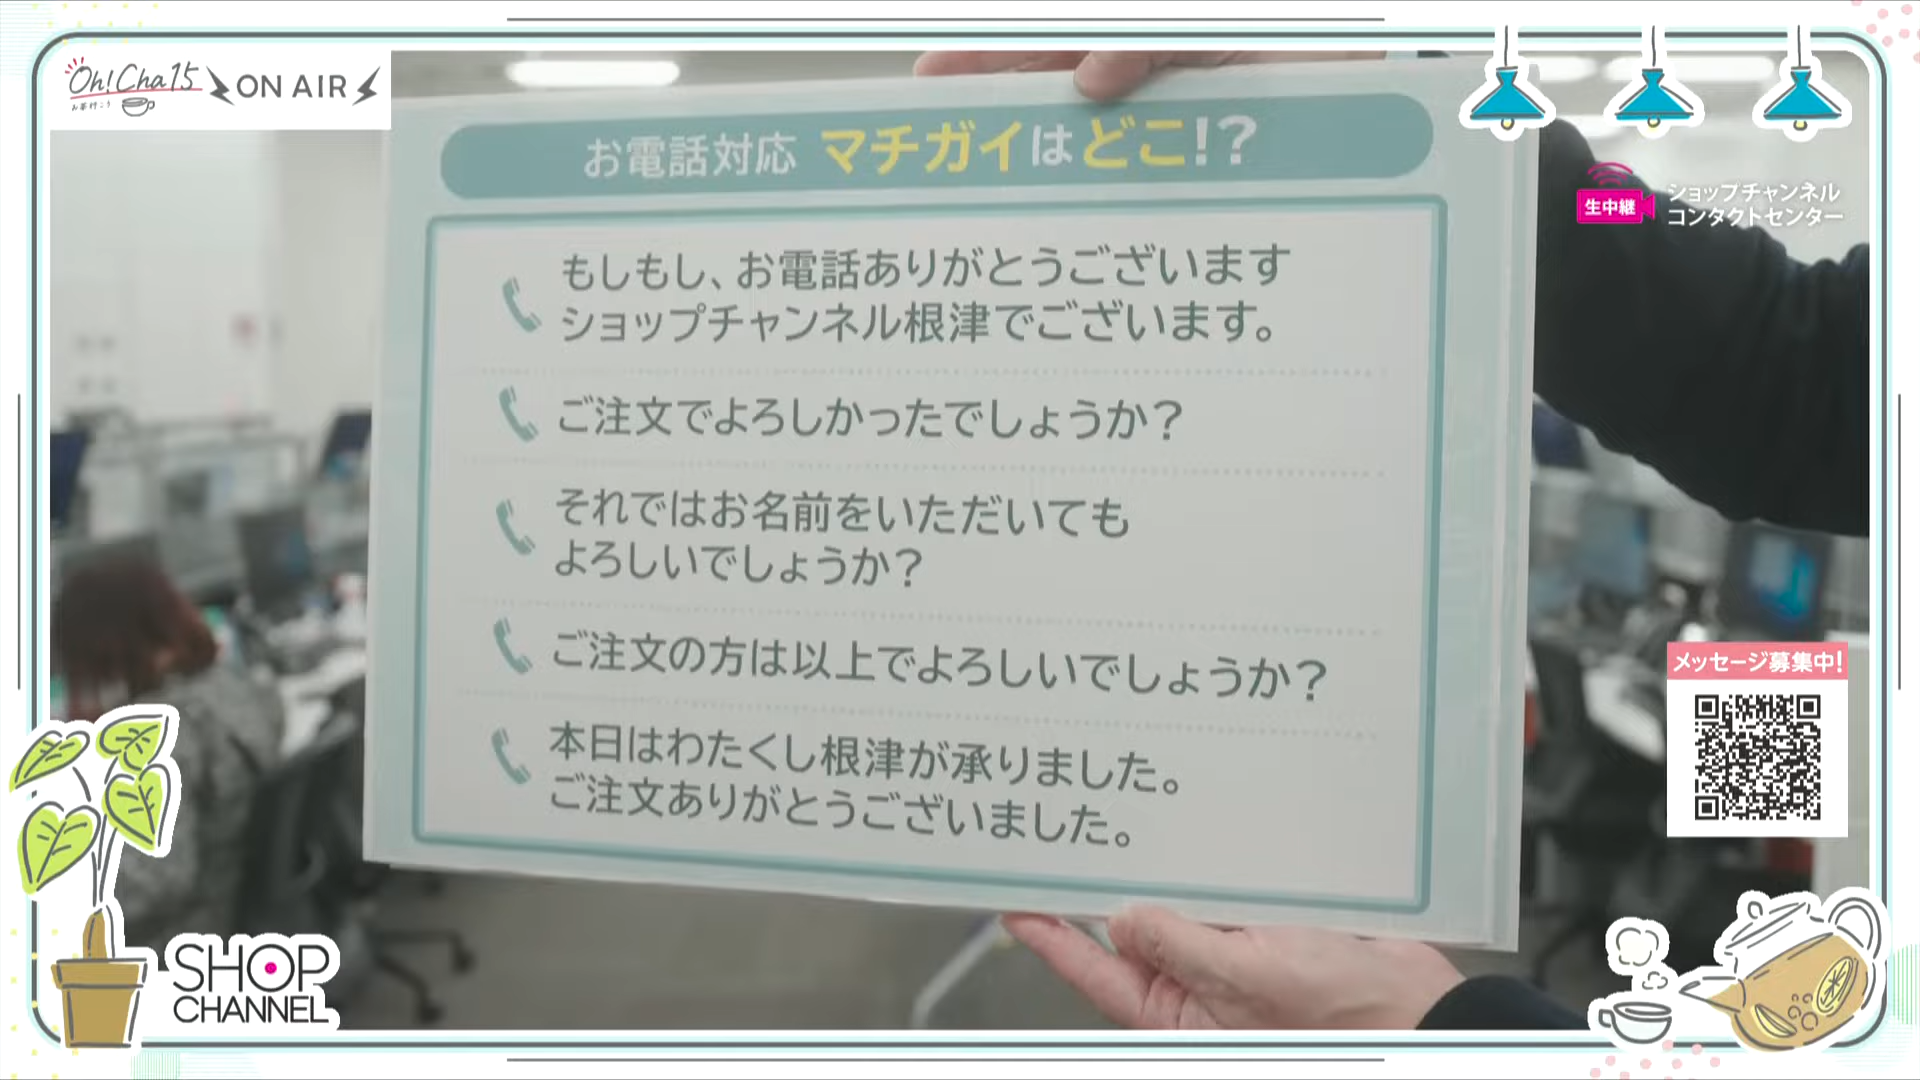 Oh!Cha15
お茶行こう
ON AIR
お電話対応 マチガイはどこ!?
生中継
ショップチャンネル
コンタクトセンター
もしもし、お電話ありがとうございます
ショップチャンネル根津でございます。
ご注文でよろしかったでしょうか?
それではお名前をいただいても
よろしいでしょうか?
ご注文の方は以上でよろしいでしょうか?
本日はわたくし根津が承りました。
ご注文ありがとうございました。
メッセージ募集中!
SHOP
CHANNEL